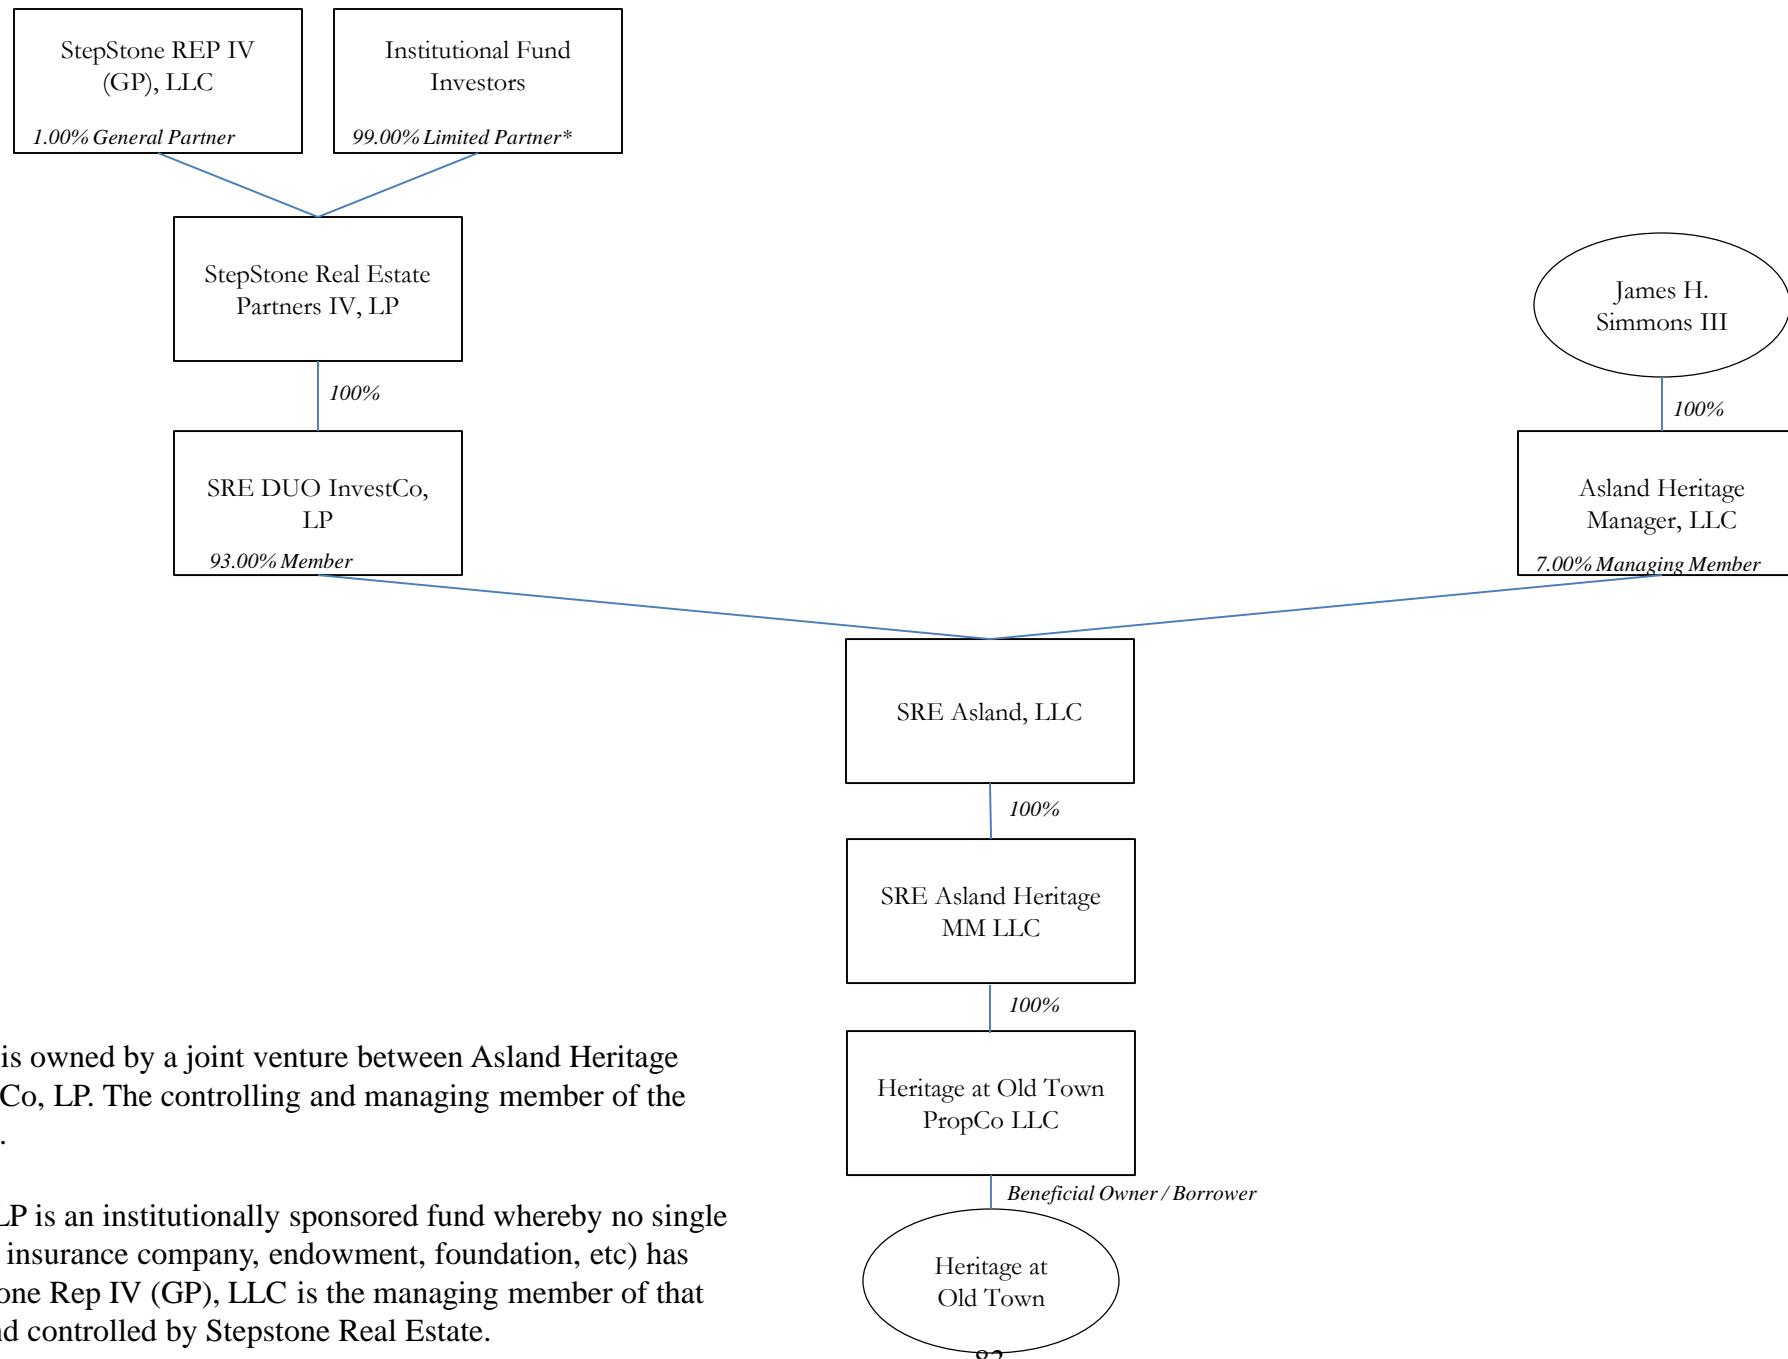 StepStone REP IV
(GP), LLC
1.00% General Partner
Institutional Fund
Investors
99.00% Limited Partner*
StepStone Real Estate
Partners IV, LP
James H.
Simmons III
100%
100%
SRE DUO InvestCo,
LP
93.00% Member
Asland Heritage
Manager, LLC
7.00% Managing Member
SRE Asland, LLC
100%
SRE Asland Heritage
MM LLC
100%
Heritage at Old Town
PropCo LLC
Beneficial Owner / Borrower
Heritage at
Old Town
is owned by a joint venture between Asland Heritage
Co, LP. The controlling and managing member of the
.
LP is an institutionally sponsored fund whereby no single
insurance company, endowment, foundation, etc) has
one Rep IV (GP), LLC is the managing member of that
nd controlled by Stepstone Real Estate.